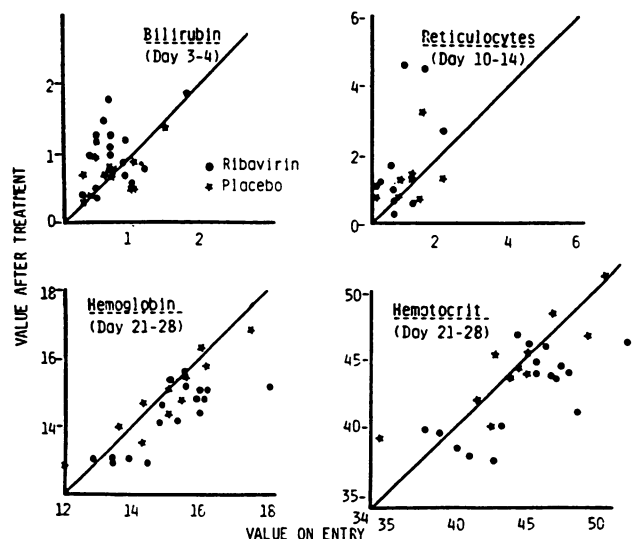 VALUE AFTER TREATMENT
Bilirubin
(Day 3-4)
2
1
0
1
2
● Ribavirin
★ Placebo
Reticulocytes
(Day 10-14)
6
4
2
0
2
4
6
Hemoglobin
(Day 21-28)
18
16
14
12
14
16
18
Hematocrit
(Day 21-28)
50
45
40
35
34
35
40
45
50
VALUE ON ENTRY